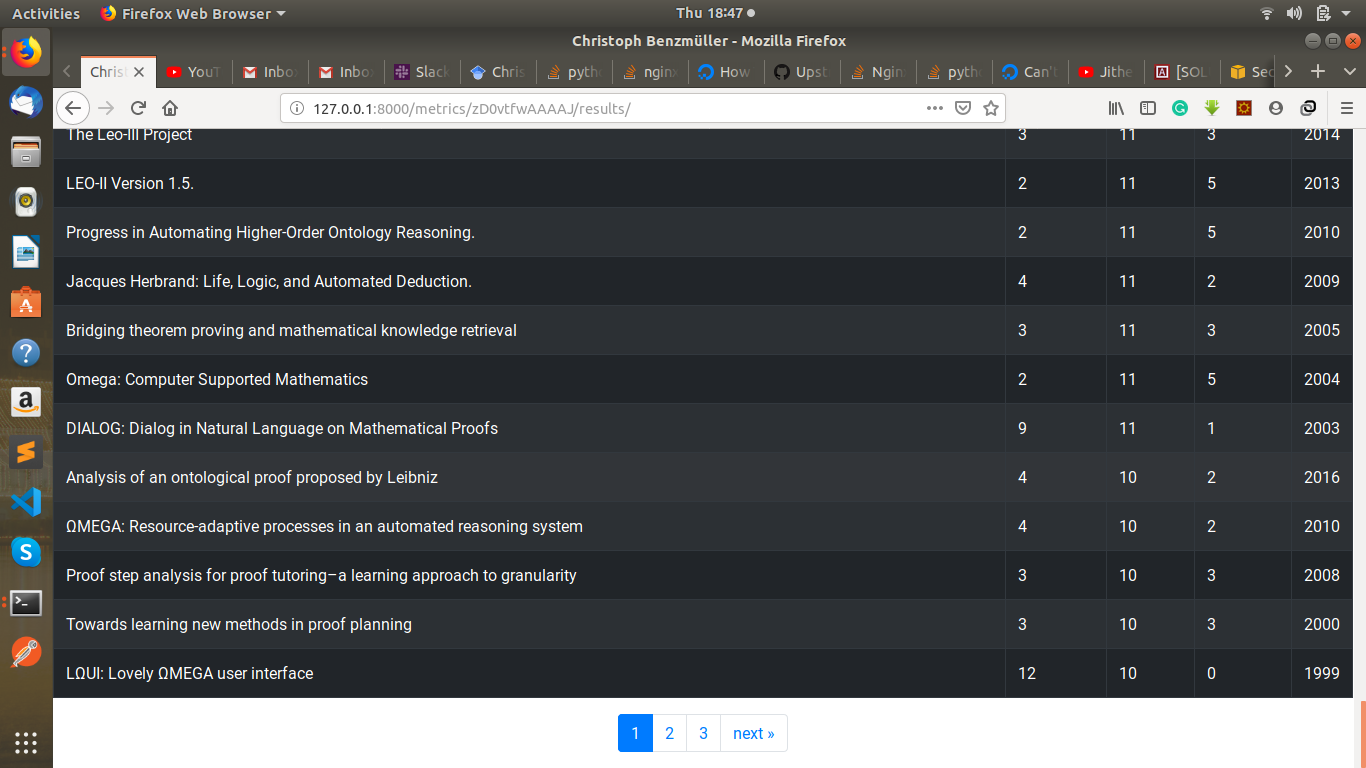 Activities Firefox Web Browser Thu 18:47
Christoph Benzmüller - Mozilla Firefox
Chris YouT Inbo Inbo Slack Chris pytho nginx How Upst Nginx pytho Can't Jithe [SOL Sec
127.0.0.1:8000/metrics/zD0vtfwAAAAJ/results/
The Leo-III Project 3 11 3 2014
LEO-II Version 1.5. 2 11 5 2013
Progress in Automating Higher-Order Ontology Reasoning. 2 11 5 2010
Jacques Herbrand: Life, Logic, and Automated Deduction. 4 11 2 2009
Bridging theorem proving and mathematical knowledge retrieval 3 11 3 2005
Omega: Computer Supported Mathematics 2 11 5 2004
DIALOG: Dialog in Natural Language on Mathematical Proofs 9 11 1 2003
Analysis of an ontological proof proposed by Leibniz 4 10 2 2016
ΩMEGA: Resource-adaptive processes in an automated reasoning system 4 10 2 2010
Proof step analysis for proof tutoring–a learning approach to granularity 3 10 3 2008
Towards learning new methods in proof planning 3 10 3 2000
LΩUI: Lovely ΩMEGA user interface 12 10 0 1999
1 2 3 next »